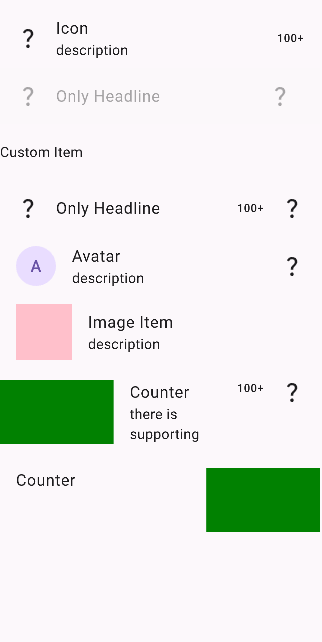 ? Icon 100+
description
? Only Headline ?
Custom Item
? Only Headline 100+ ?
Avatar
A ?
description
Image Item
description
Counter 100+ ?
there is
supporting
Counter